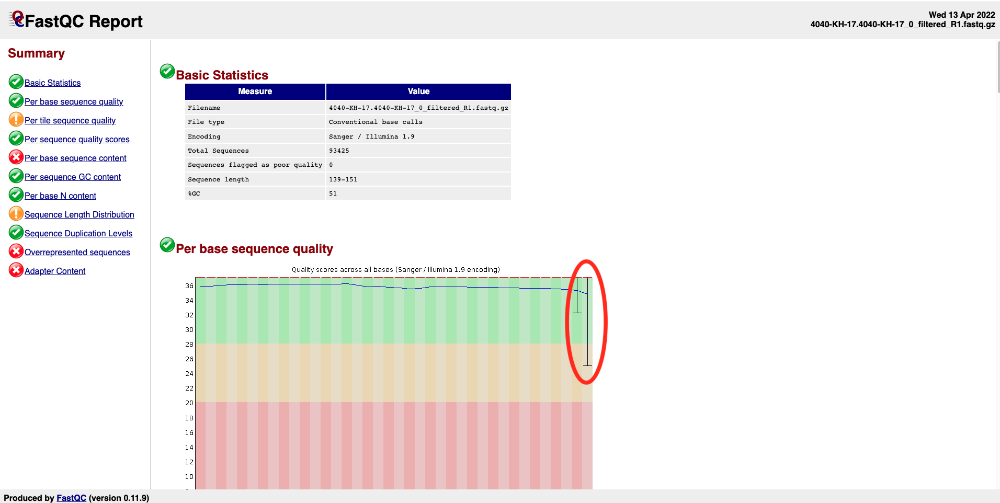 FastQC Report
Wed 13 Apr 2022
4040-KH-17.4040-KH-17_0_filtered_R1.fastq.gz
Summary
Basic Statistics
Per base sequence quality
Per tile sequence quality
Per sequence quality scores
Per base sequence content
Per sequence GC content
Per base N content
Sequence Length Distribution
Sequence Duplication Levels
Overrepresented sequences
Adapter Content
Basic Statistics
Measure Value
Filename 4040-KH-17.4040-KH-17_0_filtered_R1.fastq.gz
File type Conventional base calls
Encoding Sanger / Illumina 1.9
Total Sequences 93425
Sequences flagged as poor quality 0
Sequence length 139-151
%GC 51
Per base sequence quality
Quality scores across all bases (Sanger / Illumina 1.9 encoding)
36
34
32
30
28
26
24
22
20
18
16
14
12
10
Produced by FastQC (version 0.11.9)